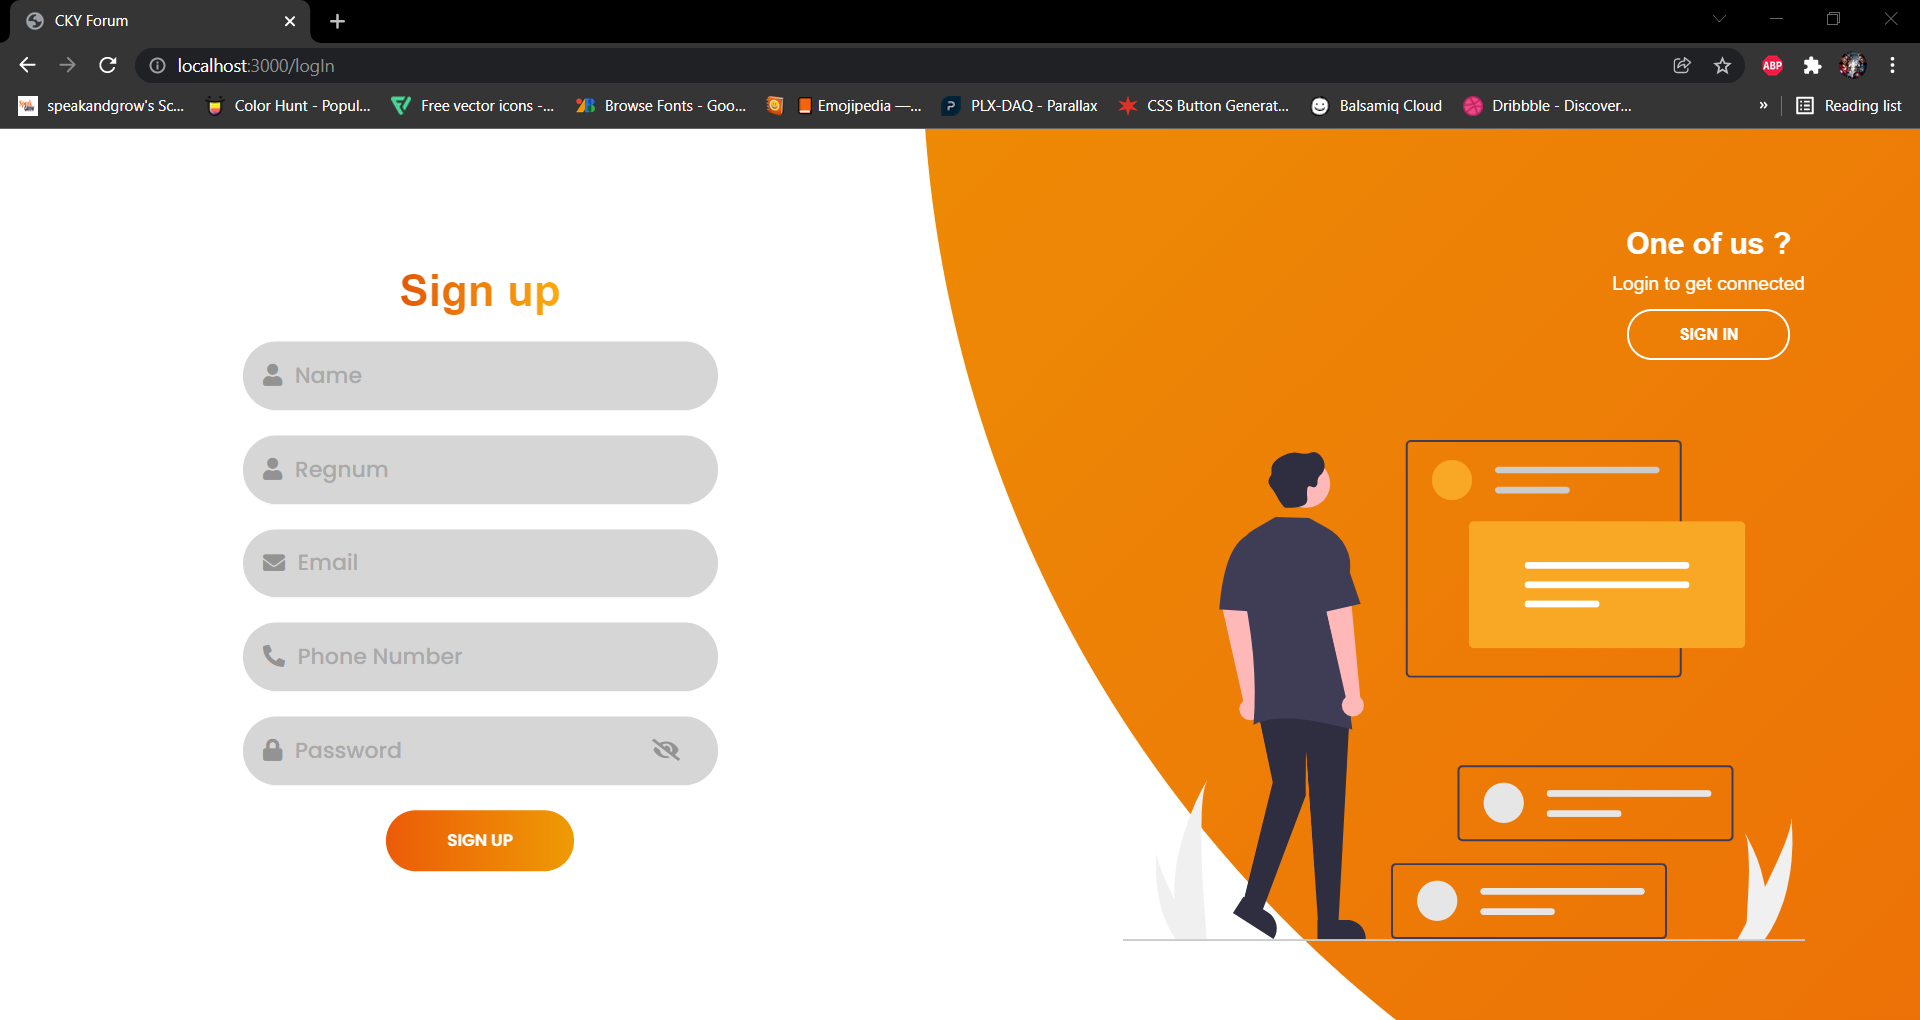 CKY Forum
localhost:3000/logIn
ABP
speakandgrow's Sc...
Color Hunt - Popul...
Free vector icons -...
Browse Fonts - Goo...
Emojipedia —...
PLX-DAQ - Parallax
CSS Button Generat...
Balsamiq Cloud
Dribbble - Discover...
»
Reading list
One of us ?
Login to get connected
SIGN IN
Sign up
Name
Regnum
Email
Phone Number
Password
SIGN UP